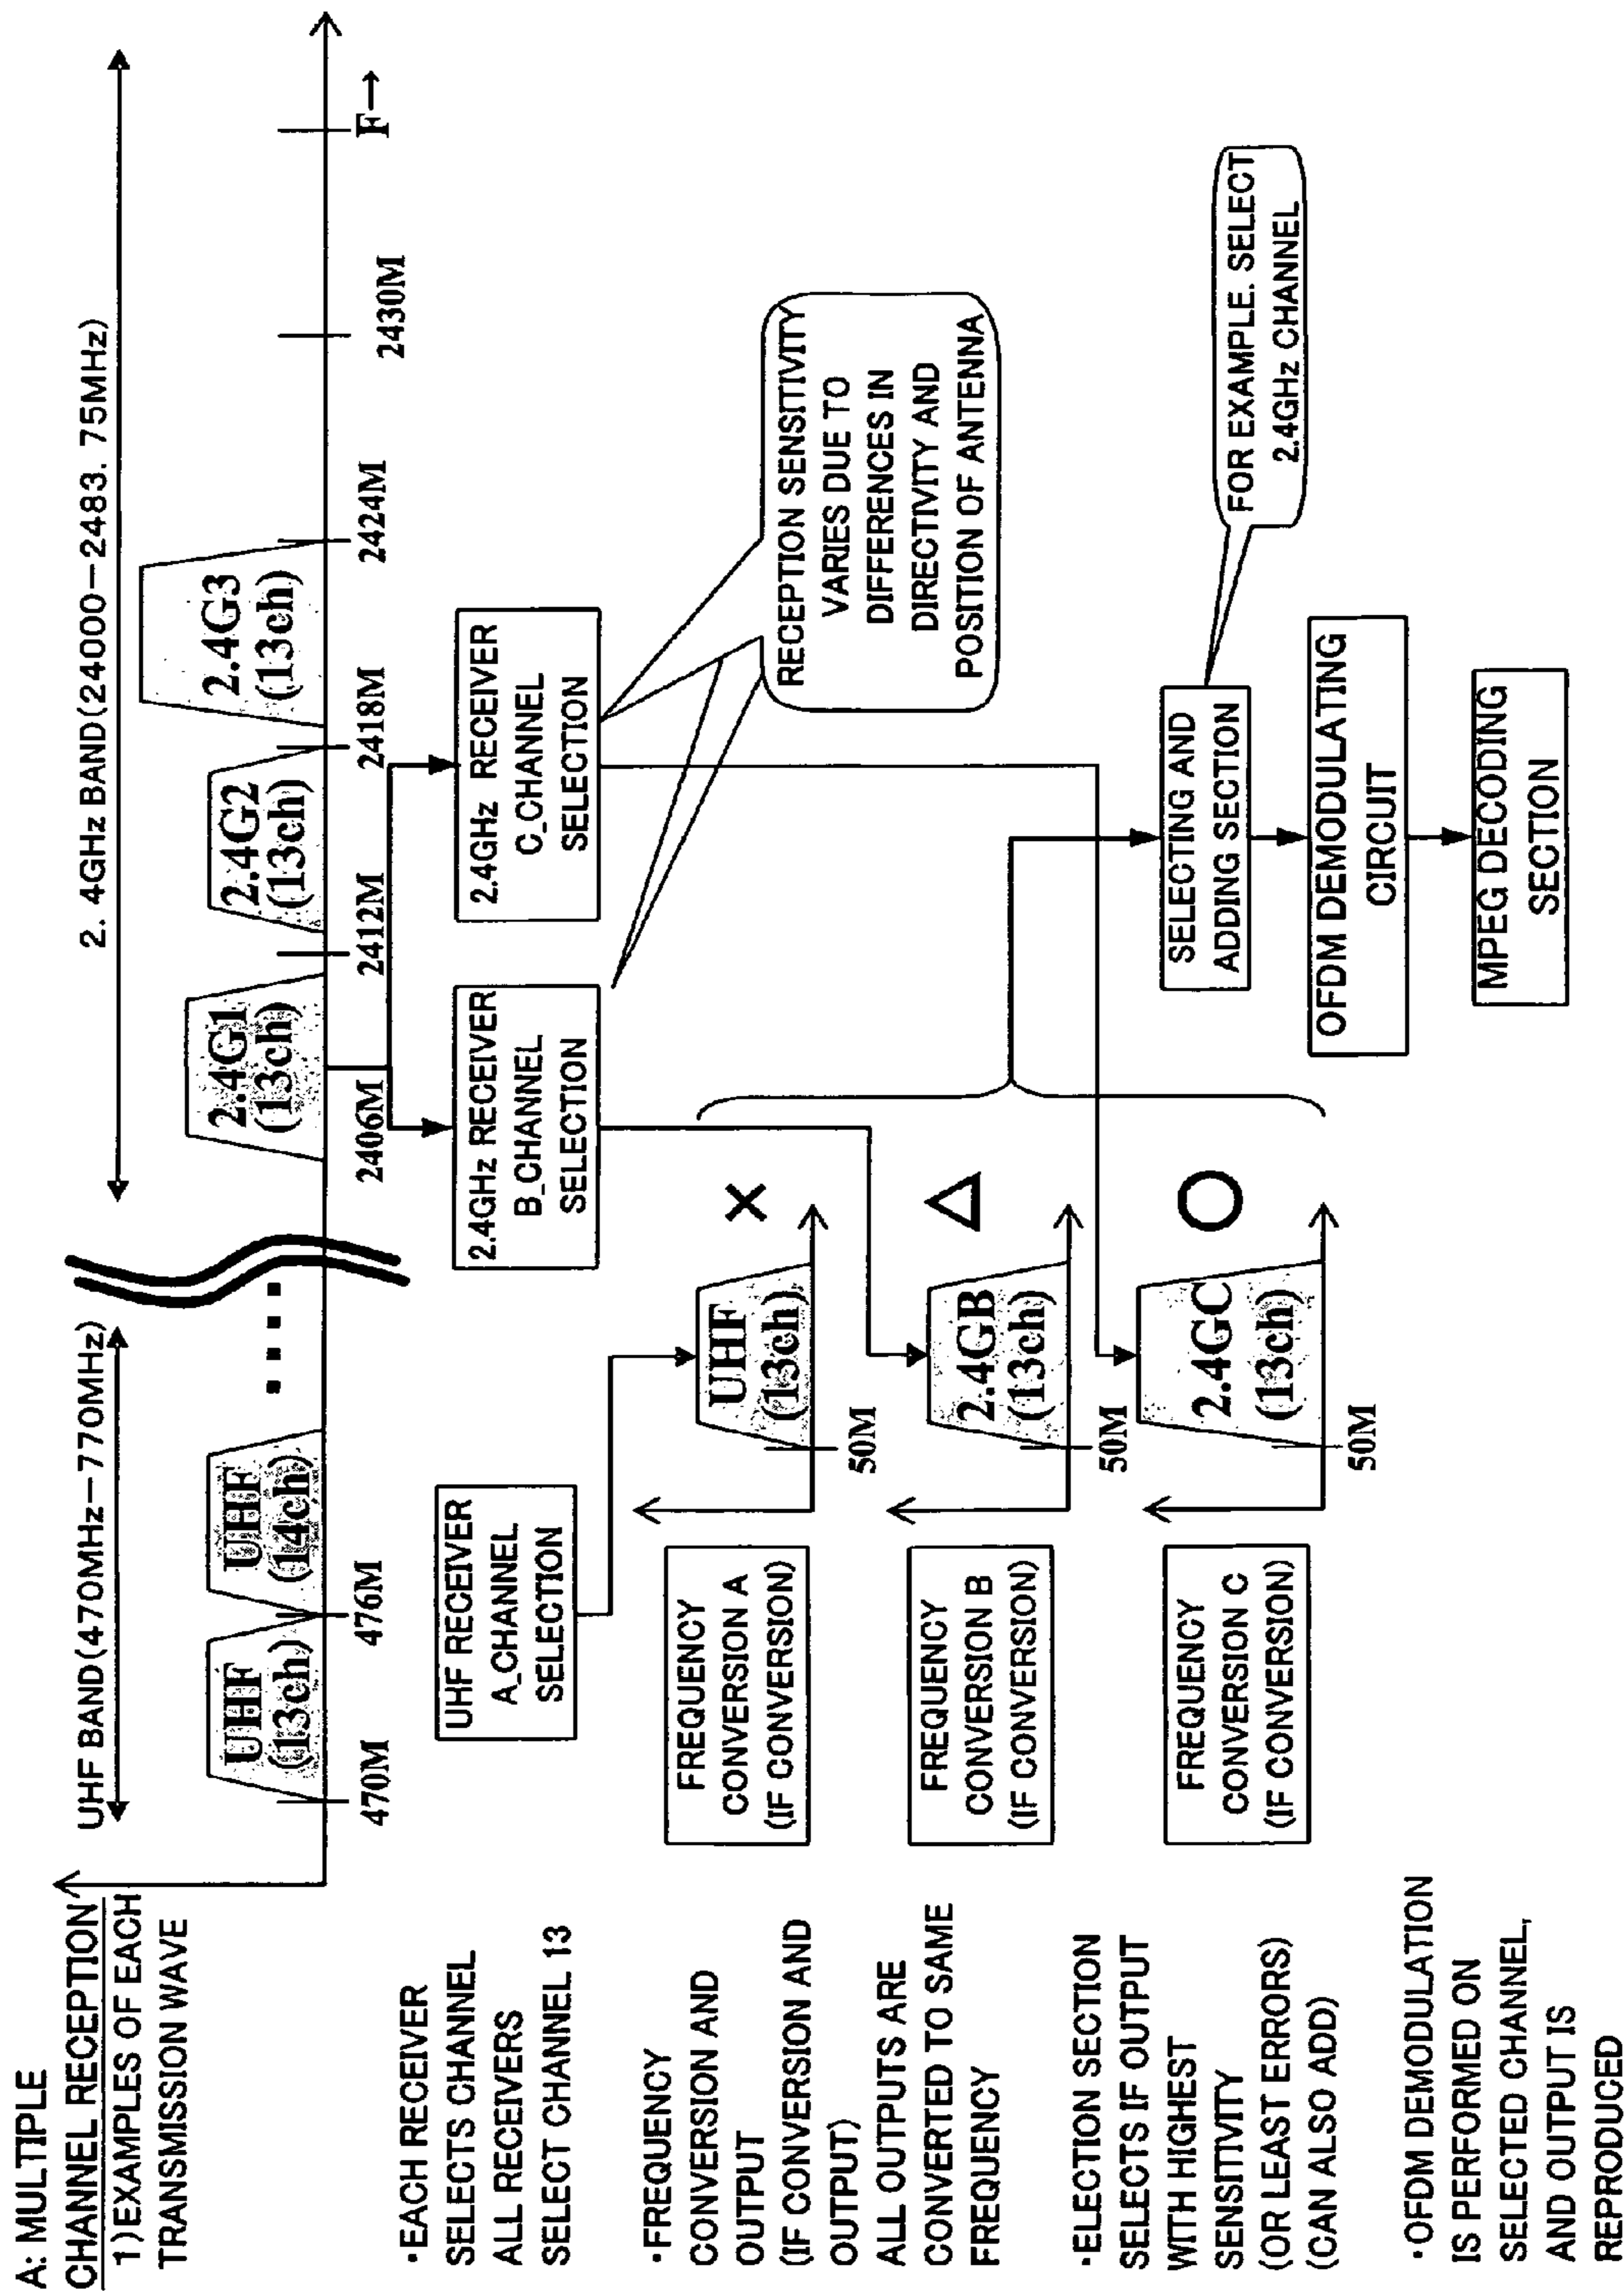 A: MULTIPLE
CHANNEL RECEPTION
1)EXAMPLES OF EACH
TRANSMISSION WAVE
UHF BAND(470MHz-770MHz)
2. 4GHz BAND(24000-2483. 75MHz)
UHF
(13ch)
UHF
(14ch)
2.4G1
(13ch)
2.4G2
(13ch)
2.4G3
(13ch)
470M
476M
2406M
2412M
2418M
2424M
2430M
F→
·EACH RECEIVER
SELECTS CHANNEL
ALL RECEIVERS
SELECT CHANNEL 13
UHF RECEIVER
A_CHANNEL
SELECTION
2.4GHz RECEIVER
B_CHANNEL
SELECTION
2.4GHz RECEIVER
C_CHANNEL
SELECTION
RECEPTION SENSITIVITY
VARIES DUE TO
DIFFERENCES IN
DIRECTIVITY AND
POSITION OF ANTENNA
·FREQUENCY
CONVERSION AND
OUTPUT
(IF CONVERSION AND
OUTPUT)
ALL OUTPUTS ARE
CONVERTED TO SAME
FREQUENCY
FREQUENCY
CONVERSION A
(IF CONVERSION)
UHF
(13ch)
50M
×
FREQUENCY
CONVERSION B
(IF CONVERSION)
2.4GB
(13ch)
50M
△
FREQUENCY
CONVERSION C
(IF CONVERSION)
2.4GC
(13ch)
50M
○
·ELECTION SECTION
SELECTS IF OUTPUT
WITH HIGHEST
SENSITIVITY
(OR LEAST ERRORS)
(CAN ALSO ADD)
SELECTING AND
ADDING SECTION
FOR EXAMPLE. SELECT
2.4GHz CHANNEL
·OFDM DEMODULATION
IS PERFORMED ON
SELECTED CHANNEL,
AND OUTPUT IS
REPRODUCED
OFDM DEMODULATING
CIRCUIT
MPEG DECODING
SECTION